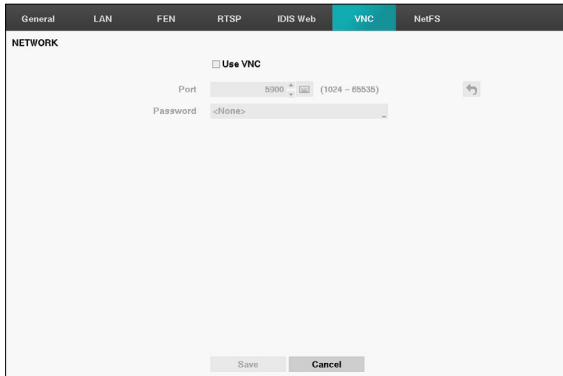 General LAN FEN RTSP IDIS Web VNC NetFS
NETWORK
Use VNC
Port 5900 (1024 – 65535)
Password <None>
Save Cancel